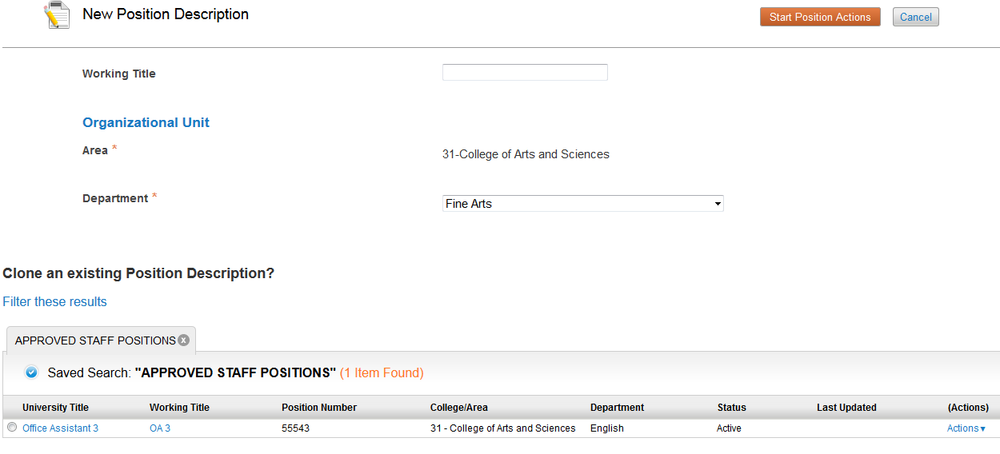 New Position Description
Start Position Actions
Cancel
Working Title
Organizational Unit
Area *
31-College of Arts and Sciences
Department *
Fine Arts
Clone an existing Position Description?
Filter these results
APPROVED STAFF POSITIONS x
Saved Search: "APPROVED STAFF POSITIONS" (1 Item Found)
University Title Working Title Position Number College/Area Department Status Last Updated (Actions)
Office Assistant 3 OA 3 55543 31 - College of Arts and Sciences English Active Actions